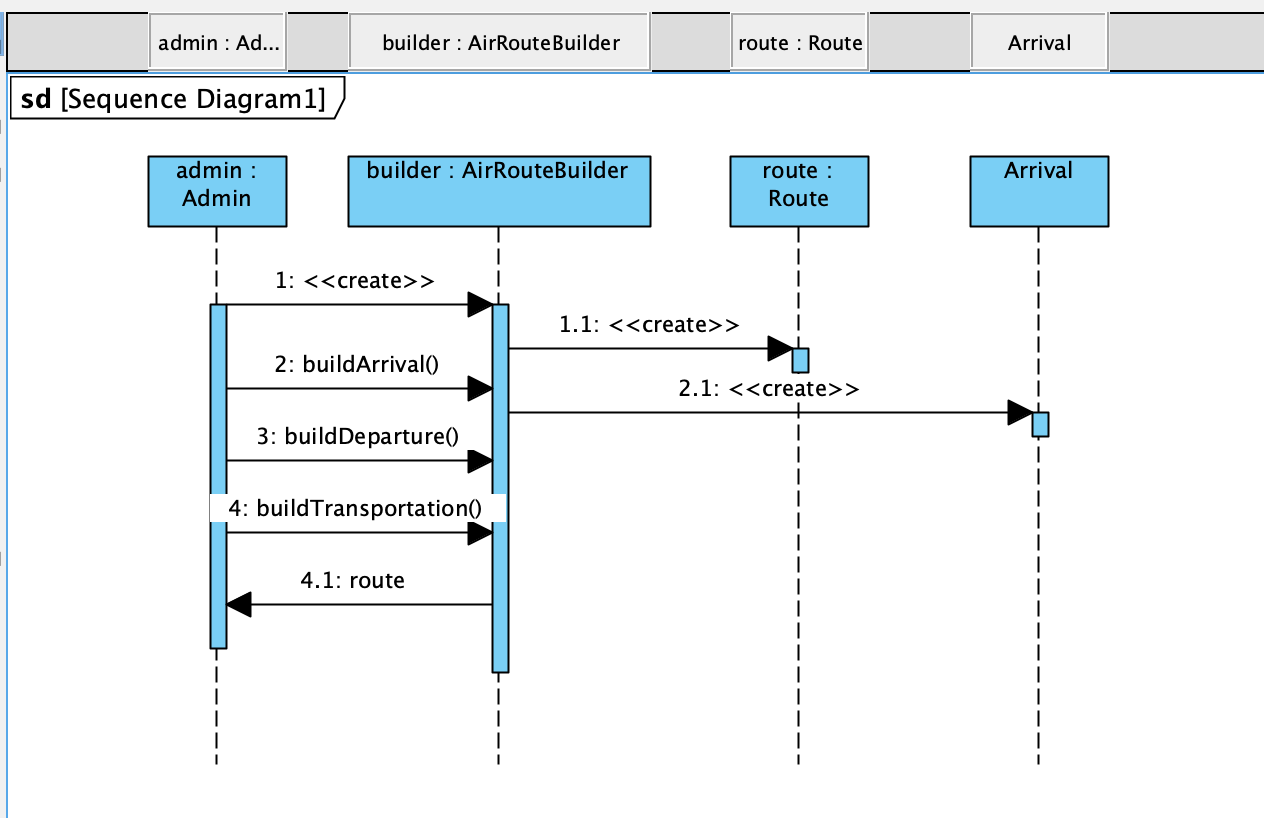 admin : Ad...
builder : AirRouteBuilder
route : Route
Arrival
sd [Sequence Diagram1]
admin :
Admin
builder : AirRouteBuilder
route :
Route
Arrival
1: <<create>>
1.1: <<create>>
2: buildArrival()
2.1: <<create>>
3: buildDeparture()
4: buildTransportation()
4.1: route